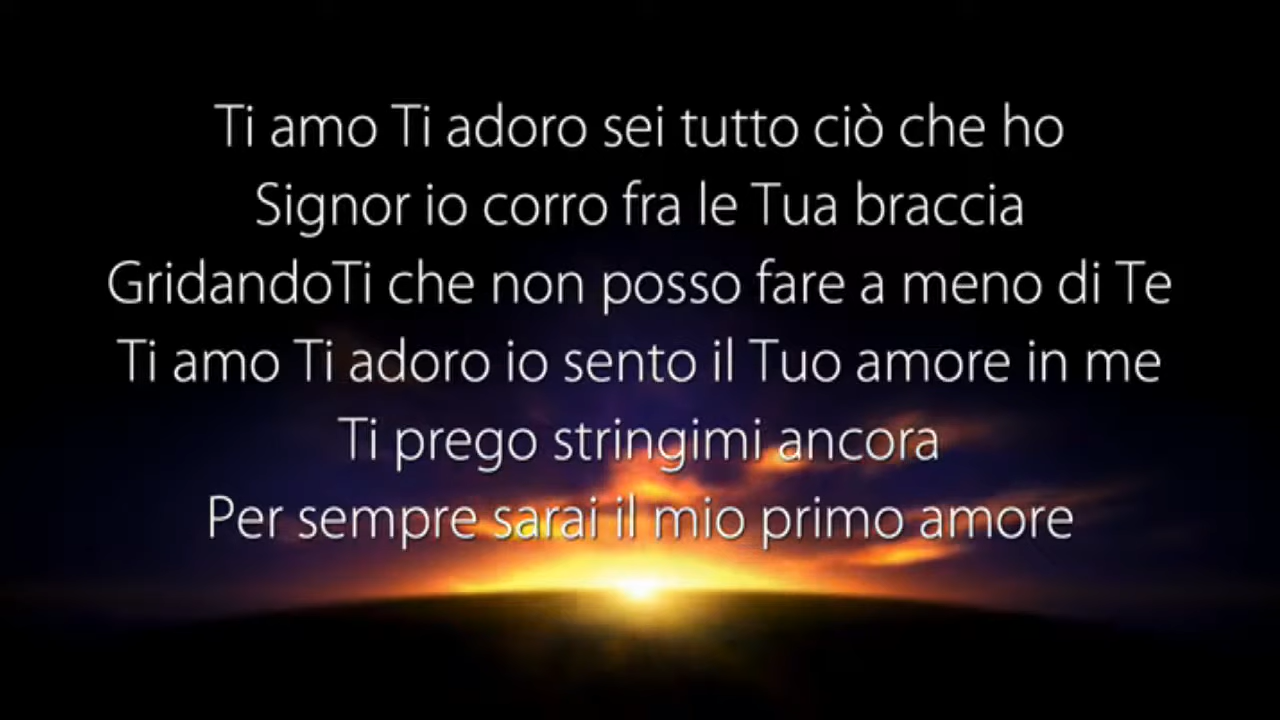 Ti amo Ti adoro sei tutto ciò che ho
Signor io corro fra le Tua braccia
GridandoTi che non posso fare a meno di Te
Ti amo Ti adoro io sento il Tuo amore in me
Ti prego stringimi ancora
Per sempre sarai il mio primo amore